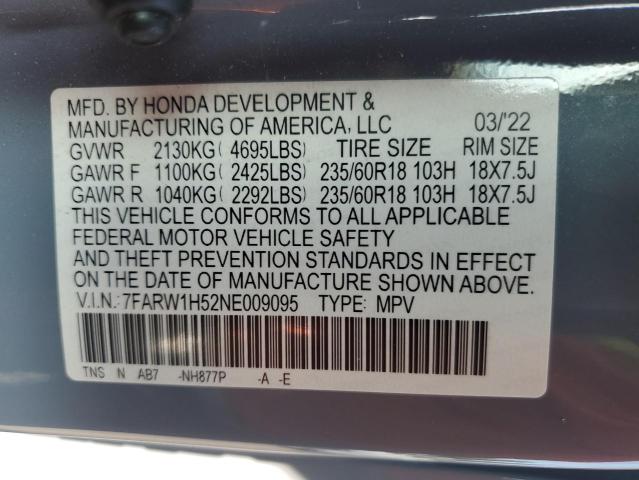 MFD. BY HONDA DEVELOPMENT &
MANUFACTURING OF AMERICA, LLC 03/'22
GVWR 2130KG( 4695LBS) TIRE SIZE RIM SIZE
GAWR F 1100KG( 2425LBS) 235/60R18 103H 18X7.5J
GAWR R 1040KG( 2292LBS) 235/60R18 103H 18X7.5J
THIS VEHICLE CONFORMS TO ALL APPLICABLE
FEDERAL MOTOR VEHICLE SAFETY
AND THEFT PREVENTION STANDARDS IN EFFECT
ON THE DATE OF MANUFACTURE SHOWN ABOVE.
V.I.N.: 7FARW1H52NE009095 TYPE: MPV
TNS N AB7 -NH877P -A -E